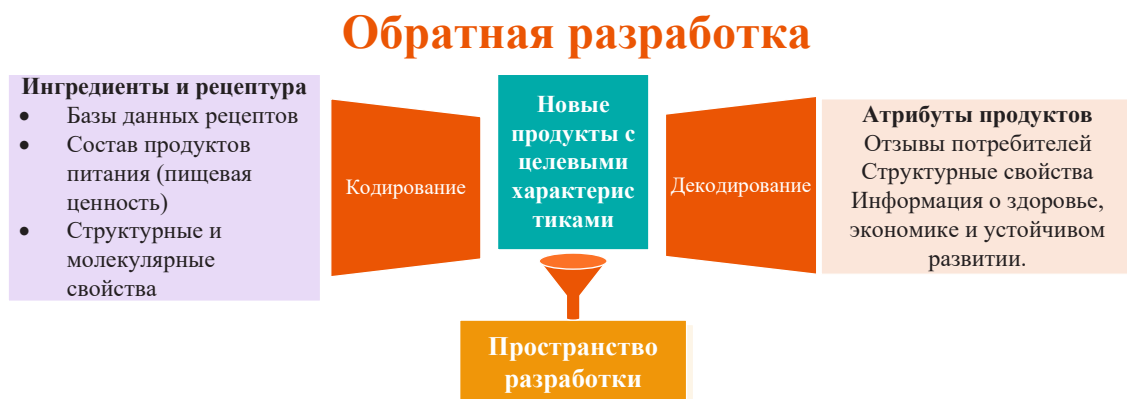 Обратная разработка
Ингредиенты и рецептура
• Базы данных рецептов
• Состав продуктов
питания (пищевая
ценность)
• Структурные и
молекулярные
свойства
Кодирование
Новые
продукты с
целевыми
характерис
тиками
Декодирование
Атрибуты продуктов
Отзывы потребителей
Структурные свойства
Информация о здоровье,
экономике и устойчивом
развитии.
Пространство
разработки